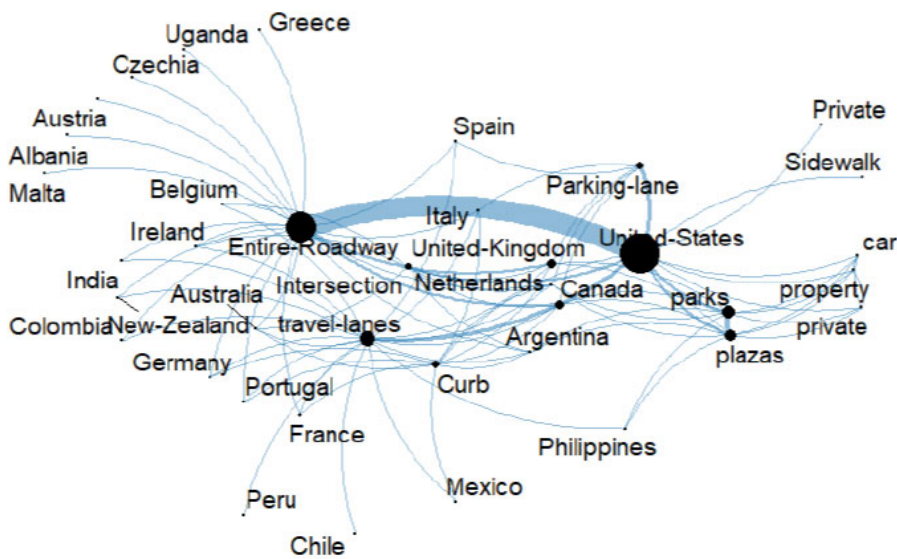 Greece
Uganda
Czechia
Austria
Albania
Malta
Belgium
Spain
Private
Sidewalk
Parking-lane
Italy
Ireland
Entire-Roadway
United-Kingdom
United-States
car
India
Intersection
Netherlands
Canada
parks
property
Australia
Colombia
New-Zealand
travel-lanes
Argentina
plazas
private
Germany
Portugal
Curb
France
Philippines
Peru
Mexico
Chile